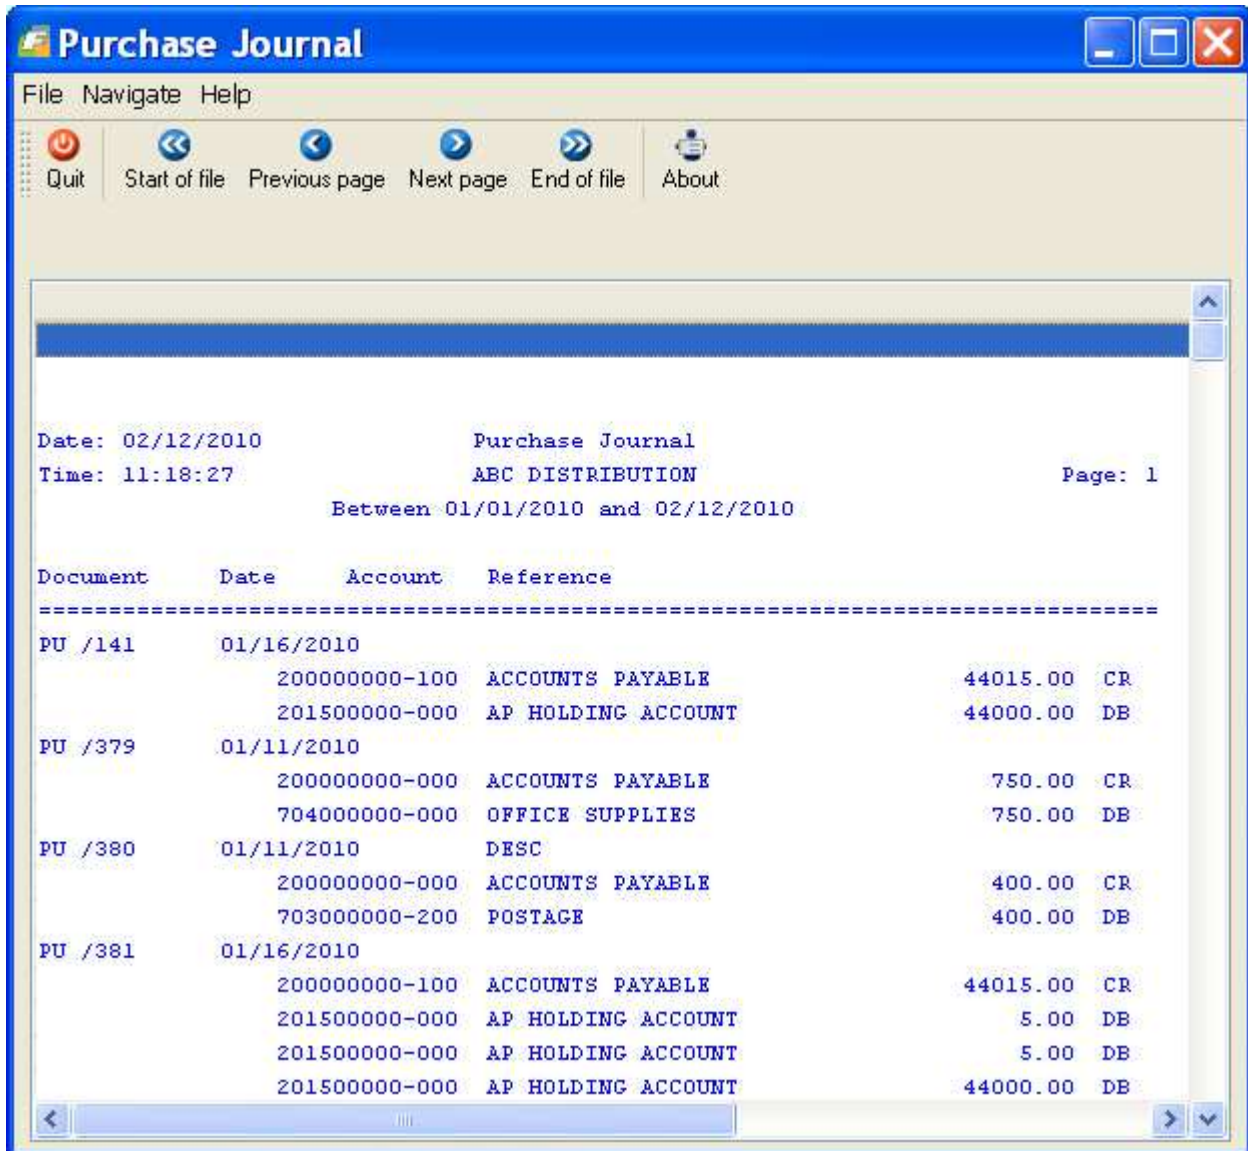 Purchase Journal
File Navigate Help
Quit Start of file Previous page Next page End of file About
Date: 02/12/2010 Purchase Journal
Time: 11:18:27 ABC DISTRIBUTION Page: 1
Between 01/01/2010 and 02/12/2010
Document Date Account Reference
================================================================================
PU /141 01/16/2010
200000000-100 ACCOUNTS PAYABLE 44015.00 CR
201500000-000 AP HOLDING ACCOUNT 44000.00 DB
PU /379 01/11/2010
200000000-000 ACCOUNTS PAYABLE 750.00 CR
704000000-000 OFFICE SUPPLIES 750.00 DB
PU /380 01/11/2010 DESC
200000000-000 ACCOUNTS PAYABLE 400.00 CR
703000000-200 POSTAGE 400.00 DB
PU /381 01/16/2010
200000000-100 ACCOUNTS PAYABLE 44015.00 CR
201500000-000 AP HOLDING ACCOUNT 5.00 DB
201500000-000 AP HOLDING ACCOUNT 5.00 DB
201500000-000 AP HOLDING ACCOUNT 44000.00 DB